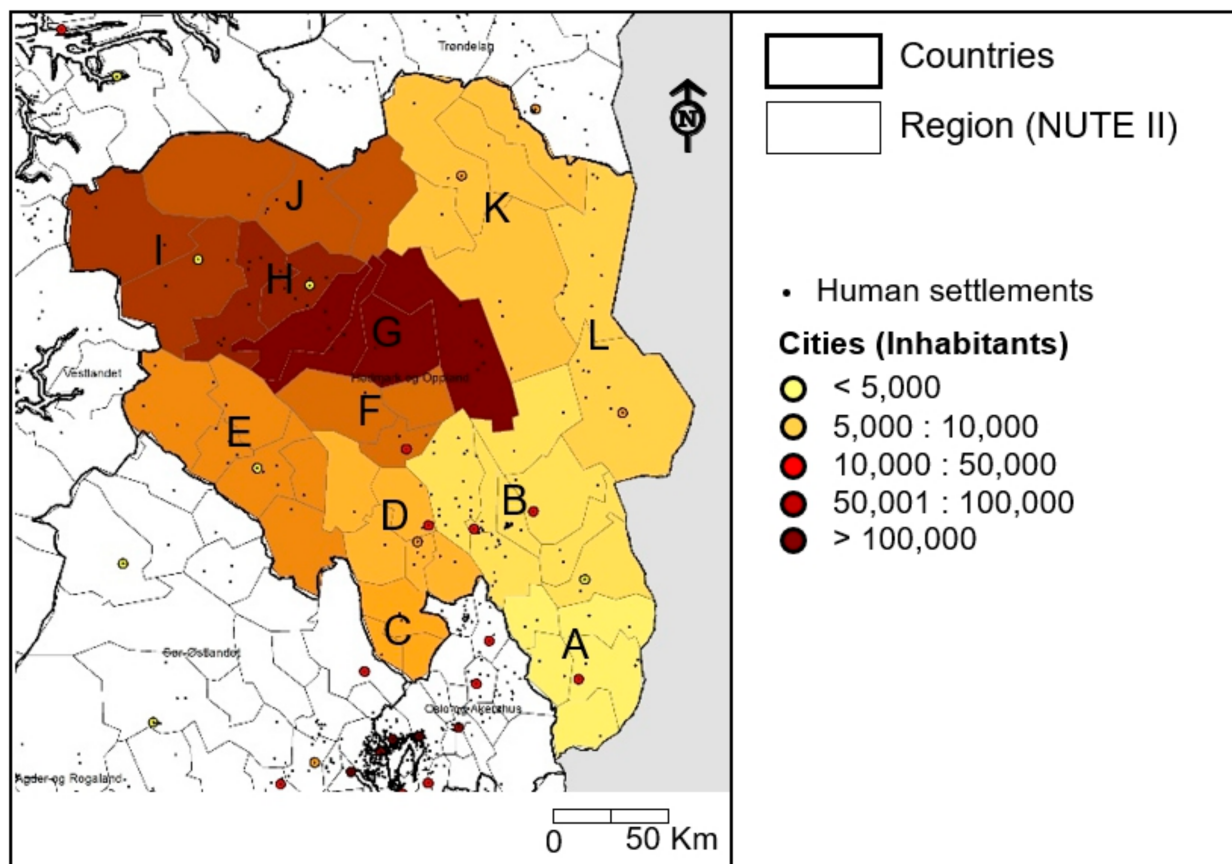 Trøndelag
N
Countries
Region (NUTE II)
J
K
I
H
G
L
Vestlandet
Hedmark og Oppland
F
E
D
B
C
A
Sør-Østlandet
Oslo og Akershus
Agder og Rogaland
0 50 Km
Human settlements
Cities (Inhabitants)
< 5,000
5,000 : 10,000
10,000 : 50,000
50,001 : 100,000
> 100,000